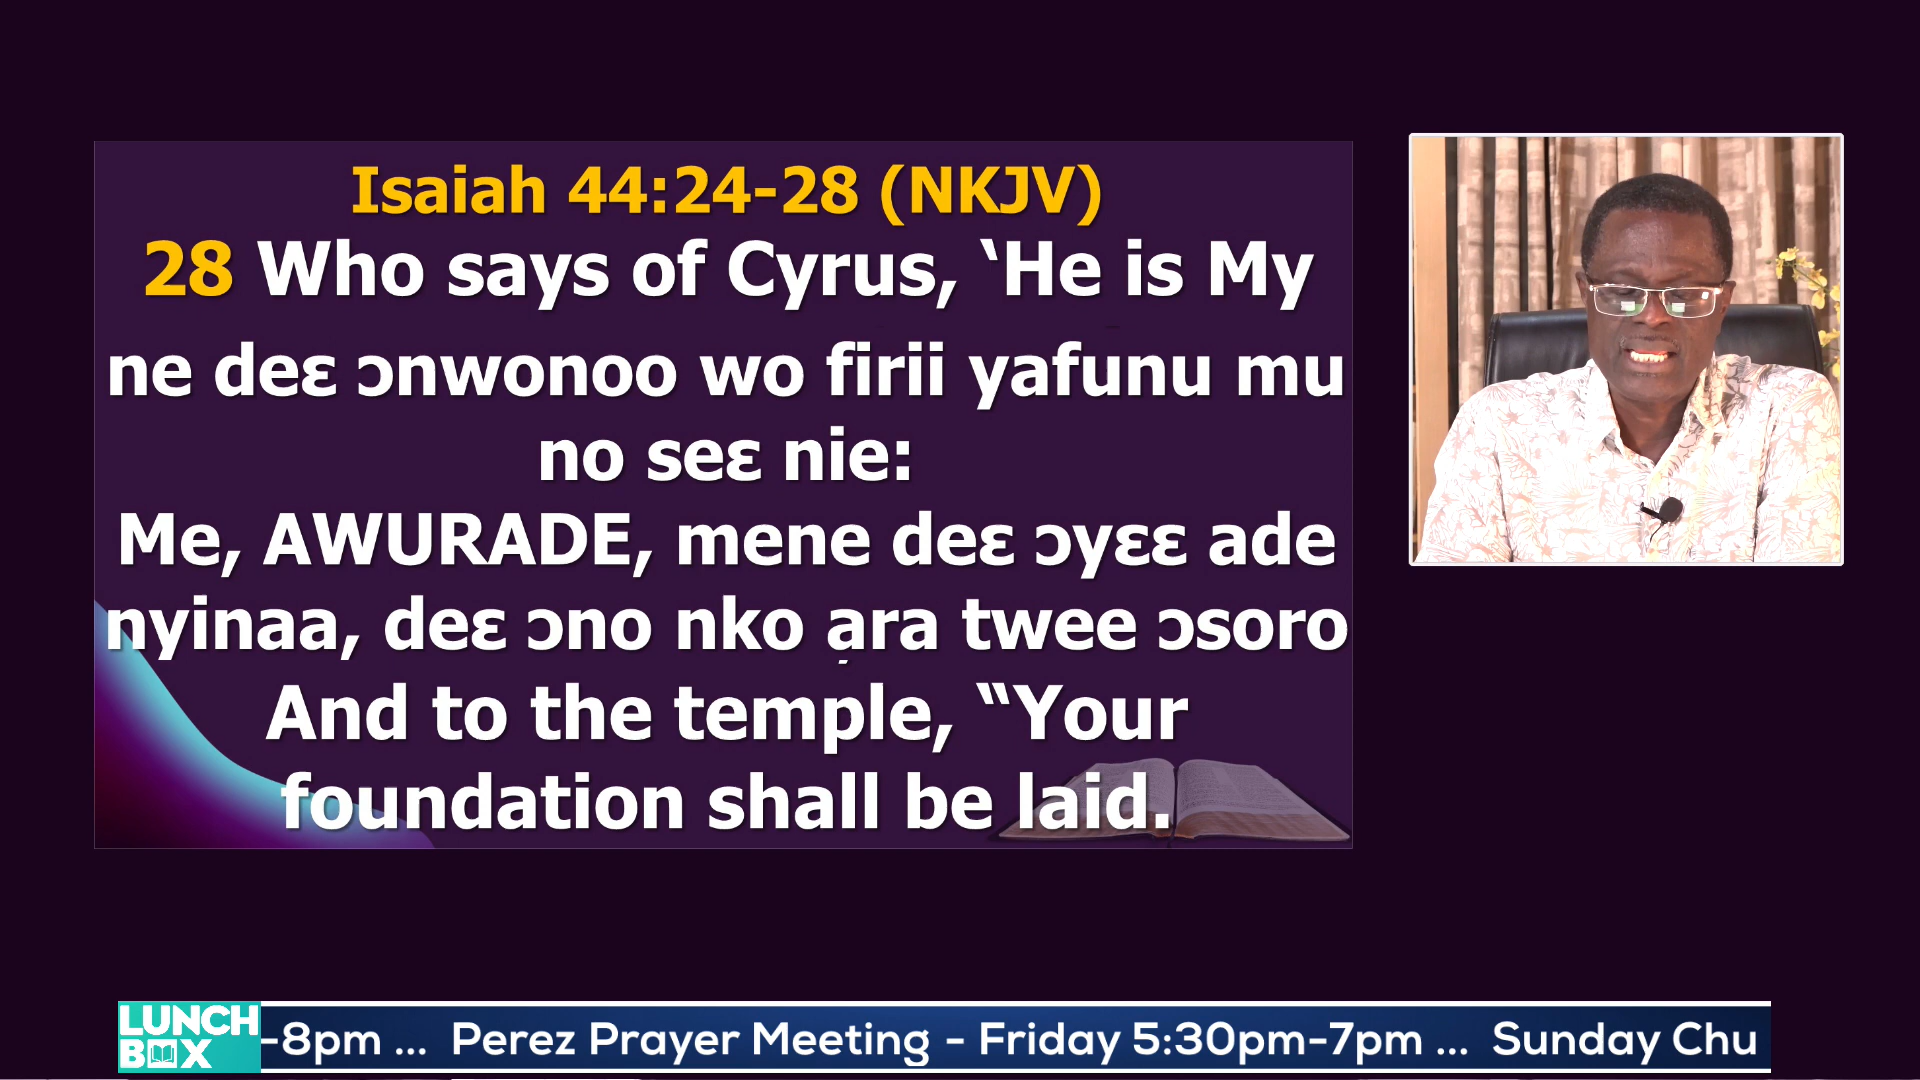 Isaiah 44:24-28 (NKJV)
28 Who says of Cyrus, ‘He is My
ne deɛ ɔnwonoo wo firii yafunu mu
no seɛ nie:
Me, AWURADE, mene deɛ ɔyɛɛ ade
nyinaa, deɛ ɔno nko ara twee ɔsoro
And to the temple, “Your
foundation shall be laid.
LUNCH
BOX
-8pm ... Perez Prayer Meeting - Friday 5:30pm-7pm ... Sunday Chu